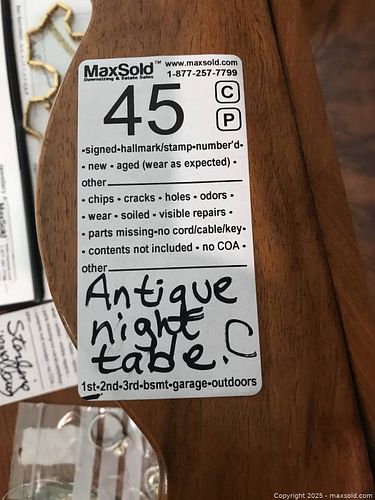 MaxSold™ www.maxsold.com
Downsizing & Estate Sales 1-877-257-7799
45 C
P
•signed•hallmark/stamp•number'd•
• new • aged (wear as expected) •
other
• chips • cracks • holes • odors •
• wear • soiled • visible repairs •
• parts missing•no cord/cable/key•
• contents not included • no COA •
other
Antique
night
table. C
1st•2nd•3rd•bsmt•garage•outdoors
MaxSold
Sterling
Copyright 2025 - maxsold.com